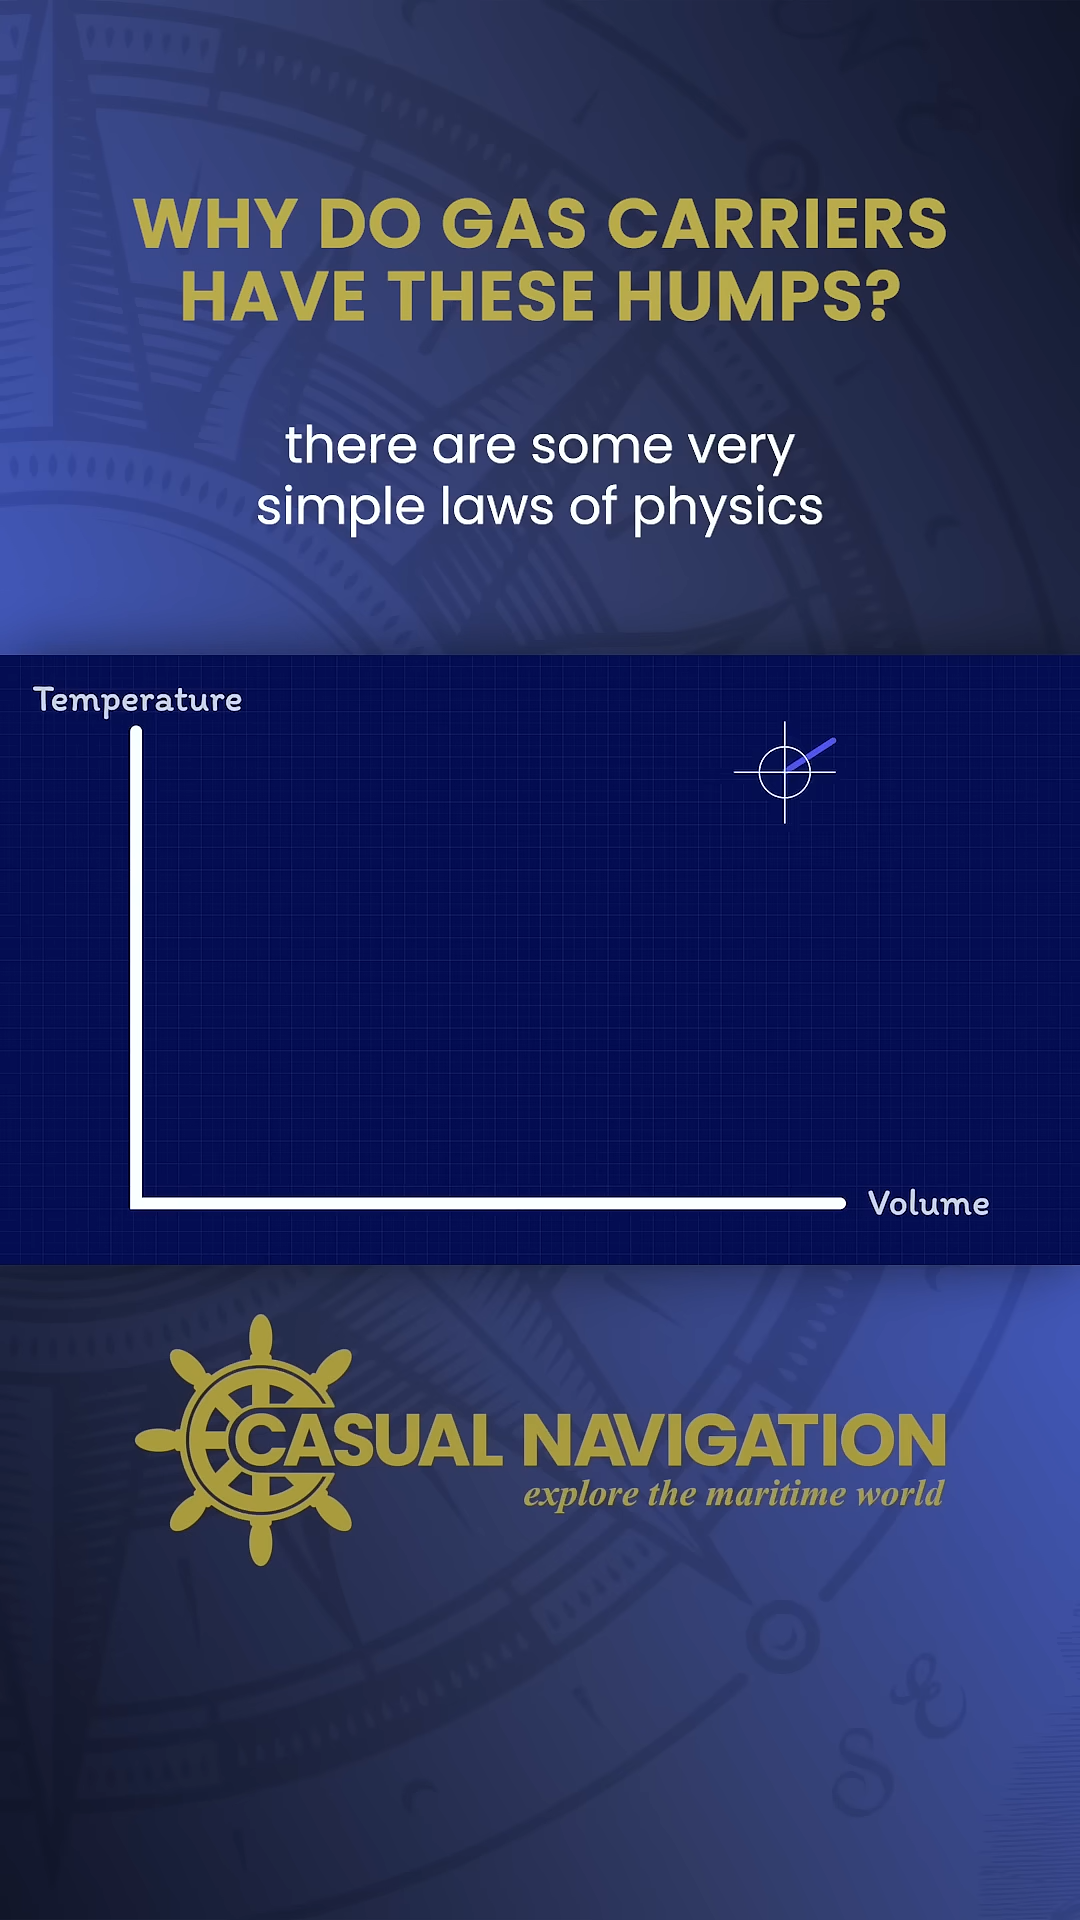 WHY DO GAS CARRIERS
HAVE THESE HUMPS?
there are some very
simple laws of physics
Temperature
Volume
CASUAL NAVIGATION
explore the maritime world
N E
S E